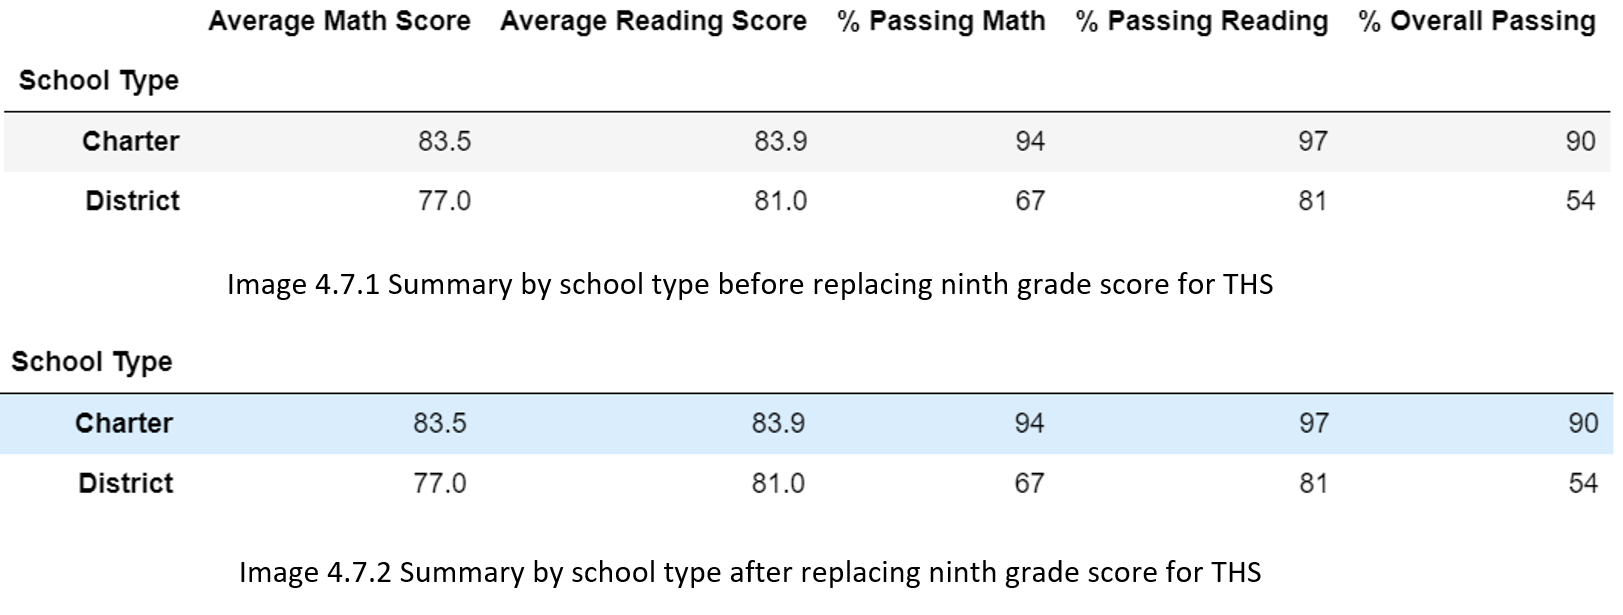 Average Math Score Average Reading Score % Passing Math % Passing Reading % Overall Passing
School Type
Charter 83.5 83.9 94 97 90
District 77.0 81.0 67 81 54
Image 4.7.1 Summary by school type before replacing ninth grade score for THS
School Type
Charter 83.5 83.9 94 97 90
District 77.0 81.0 67 81 54
Image 4.7.2 Summary by school type after replacing ninth grade score for THS